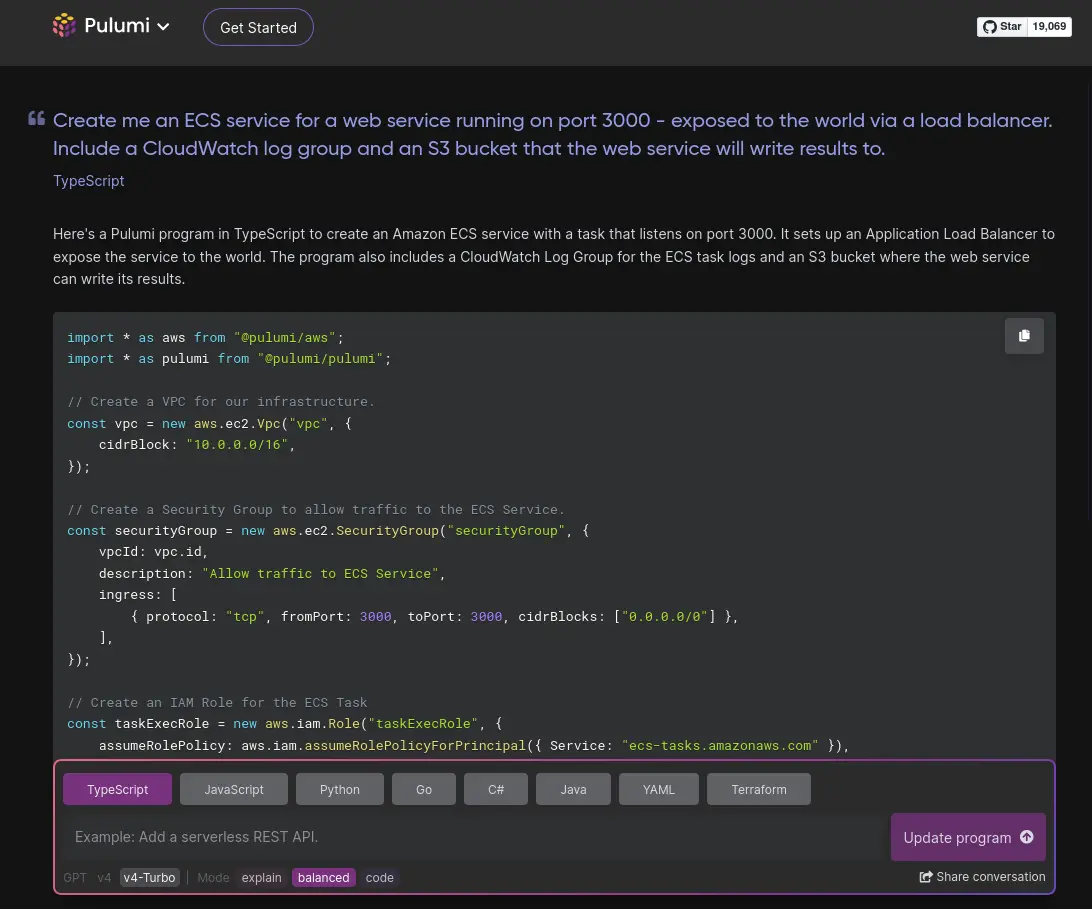 Pulumi
Get Started
Star 19,069
“ Create me an ECS service for a web service running on port 3000 - exposed to the world via a load balancer.
Include a CloudWatch log group and an S3 bucket that the web service will write results to.
TypeScript
Here's a Pulumi program in TypeScript to create an Amazon ECS service with a task that listens on port 3000. It sets up an Application Load Balancer to
expose the service to the world. The program also includes a CloudWatch Log Group for the ECS task logs and an S3 bucket where the web service
can write its results.
import * as aws from "@pulumi/aws";
import * as pulumi from "@pulumi/pulumi";
// Create a VPC for our infrastructure.
const vpc = new aws.ec2.Vpc("vpc", {
    cidrBlock: "10.0.0.0/16",
});
// Create a Security Group to allow traffic to the ECS Service.
const securityGroup = new aws.ec2.SecurityGroup("securityGroup", {
    vpcId: vpc.id,
    description: "Allow traffic to ECS Service",
    ingress: [
        { protocol: "tcp", fromPort: 3000, toPort: 3000, cidrBlocks: ["0.0.0.0/0"] },
    ],
});
// Create an IAM Role for the ECS Task
const taskExecRole = new aws.iam.Role("taskExecRole", {
    assumeRolePolicy: aws.iam.assumeRolePolicyForPrincipal({ Service: "ecs-tasks.amazonaws.com" }),
TypeScript JavaScript Python Go C# Java YAML Terraform
Example: Add a serverless REST API.
Update program
GPT v4 v4-Turbo | Mode explain balanced code
Share conversation